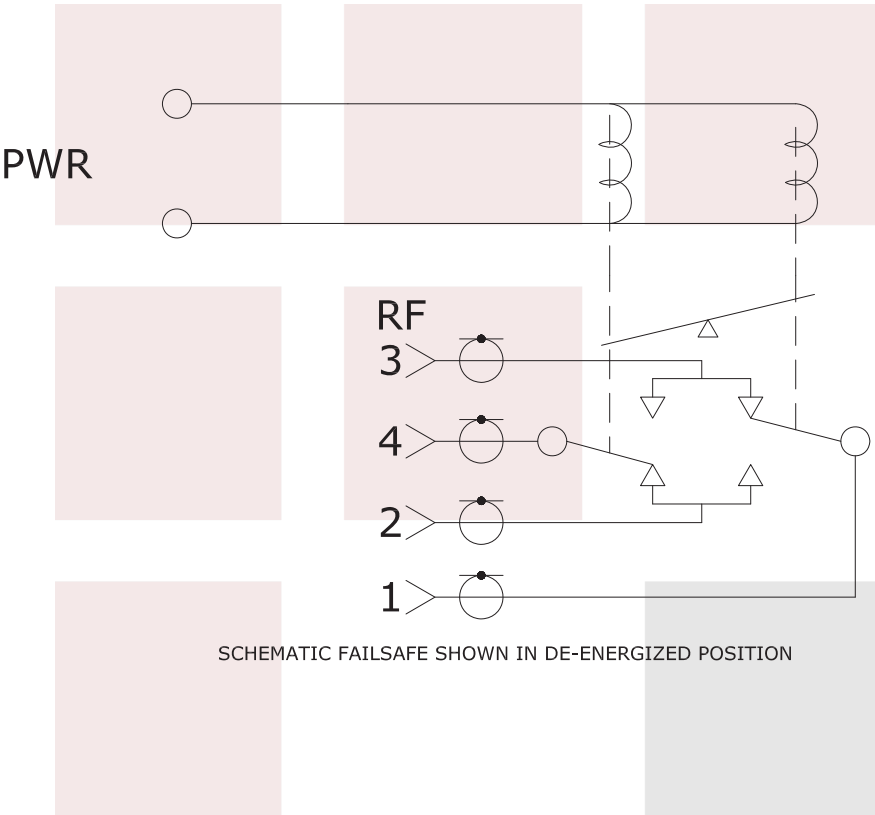 PWR
RF
3
4
2
1
SCHEMATIC FAILSAFE SHOWN IN DE-ENERGIZED POSITION